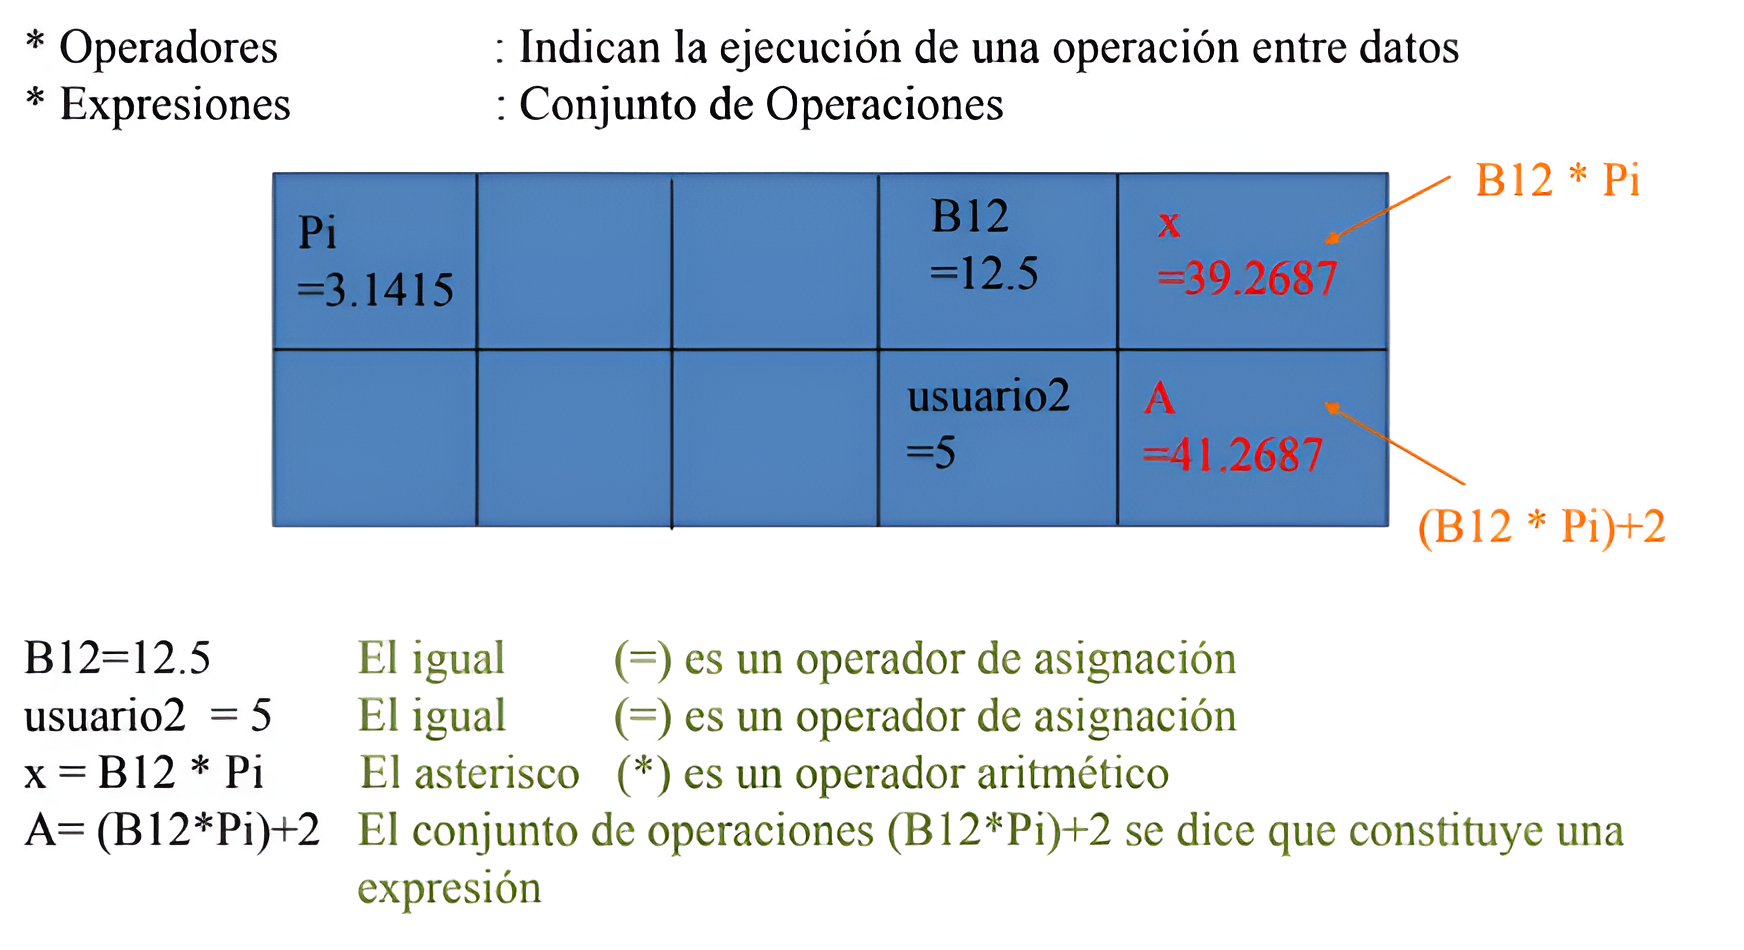 * Operadores : Indican la ejecución de una operación entre datos
* Expresiones : Conjunto de Operaciones
B12 * Pi
Pi
=3.1415
B12
=12.5
x
=39.2687
usuario2
=5
A
=41.2687
(B12 * Pi)+2
B12=12.5 El igual (=) es un operador de asignación
usuario2 = 5 El igual (=) es un operador de asignación
x = B12 * Pi El asterisco (*) es un operador aritmético
A= (B12*Pi)+2 El conjunto de operaciones (B12*Pi)+2 se dice que constituye una
expresión